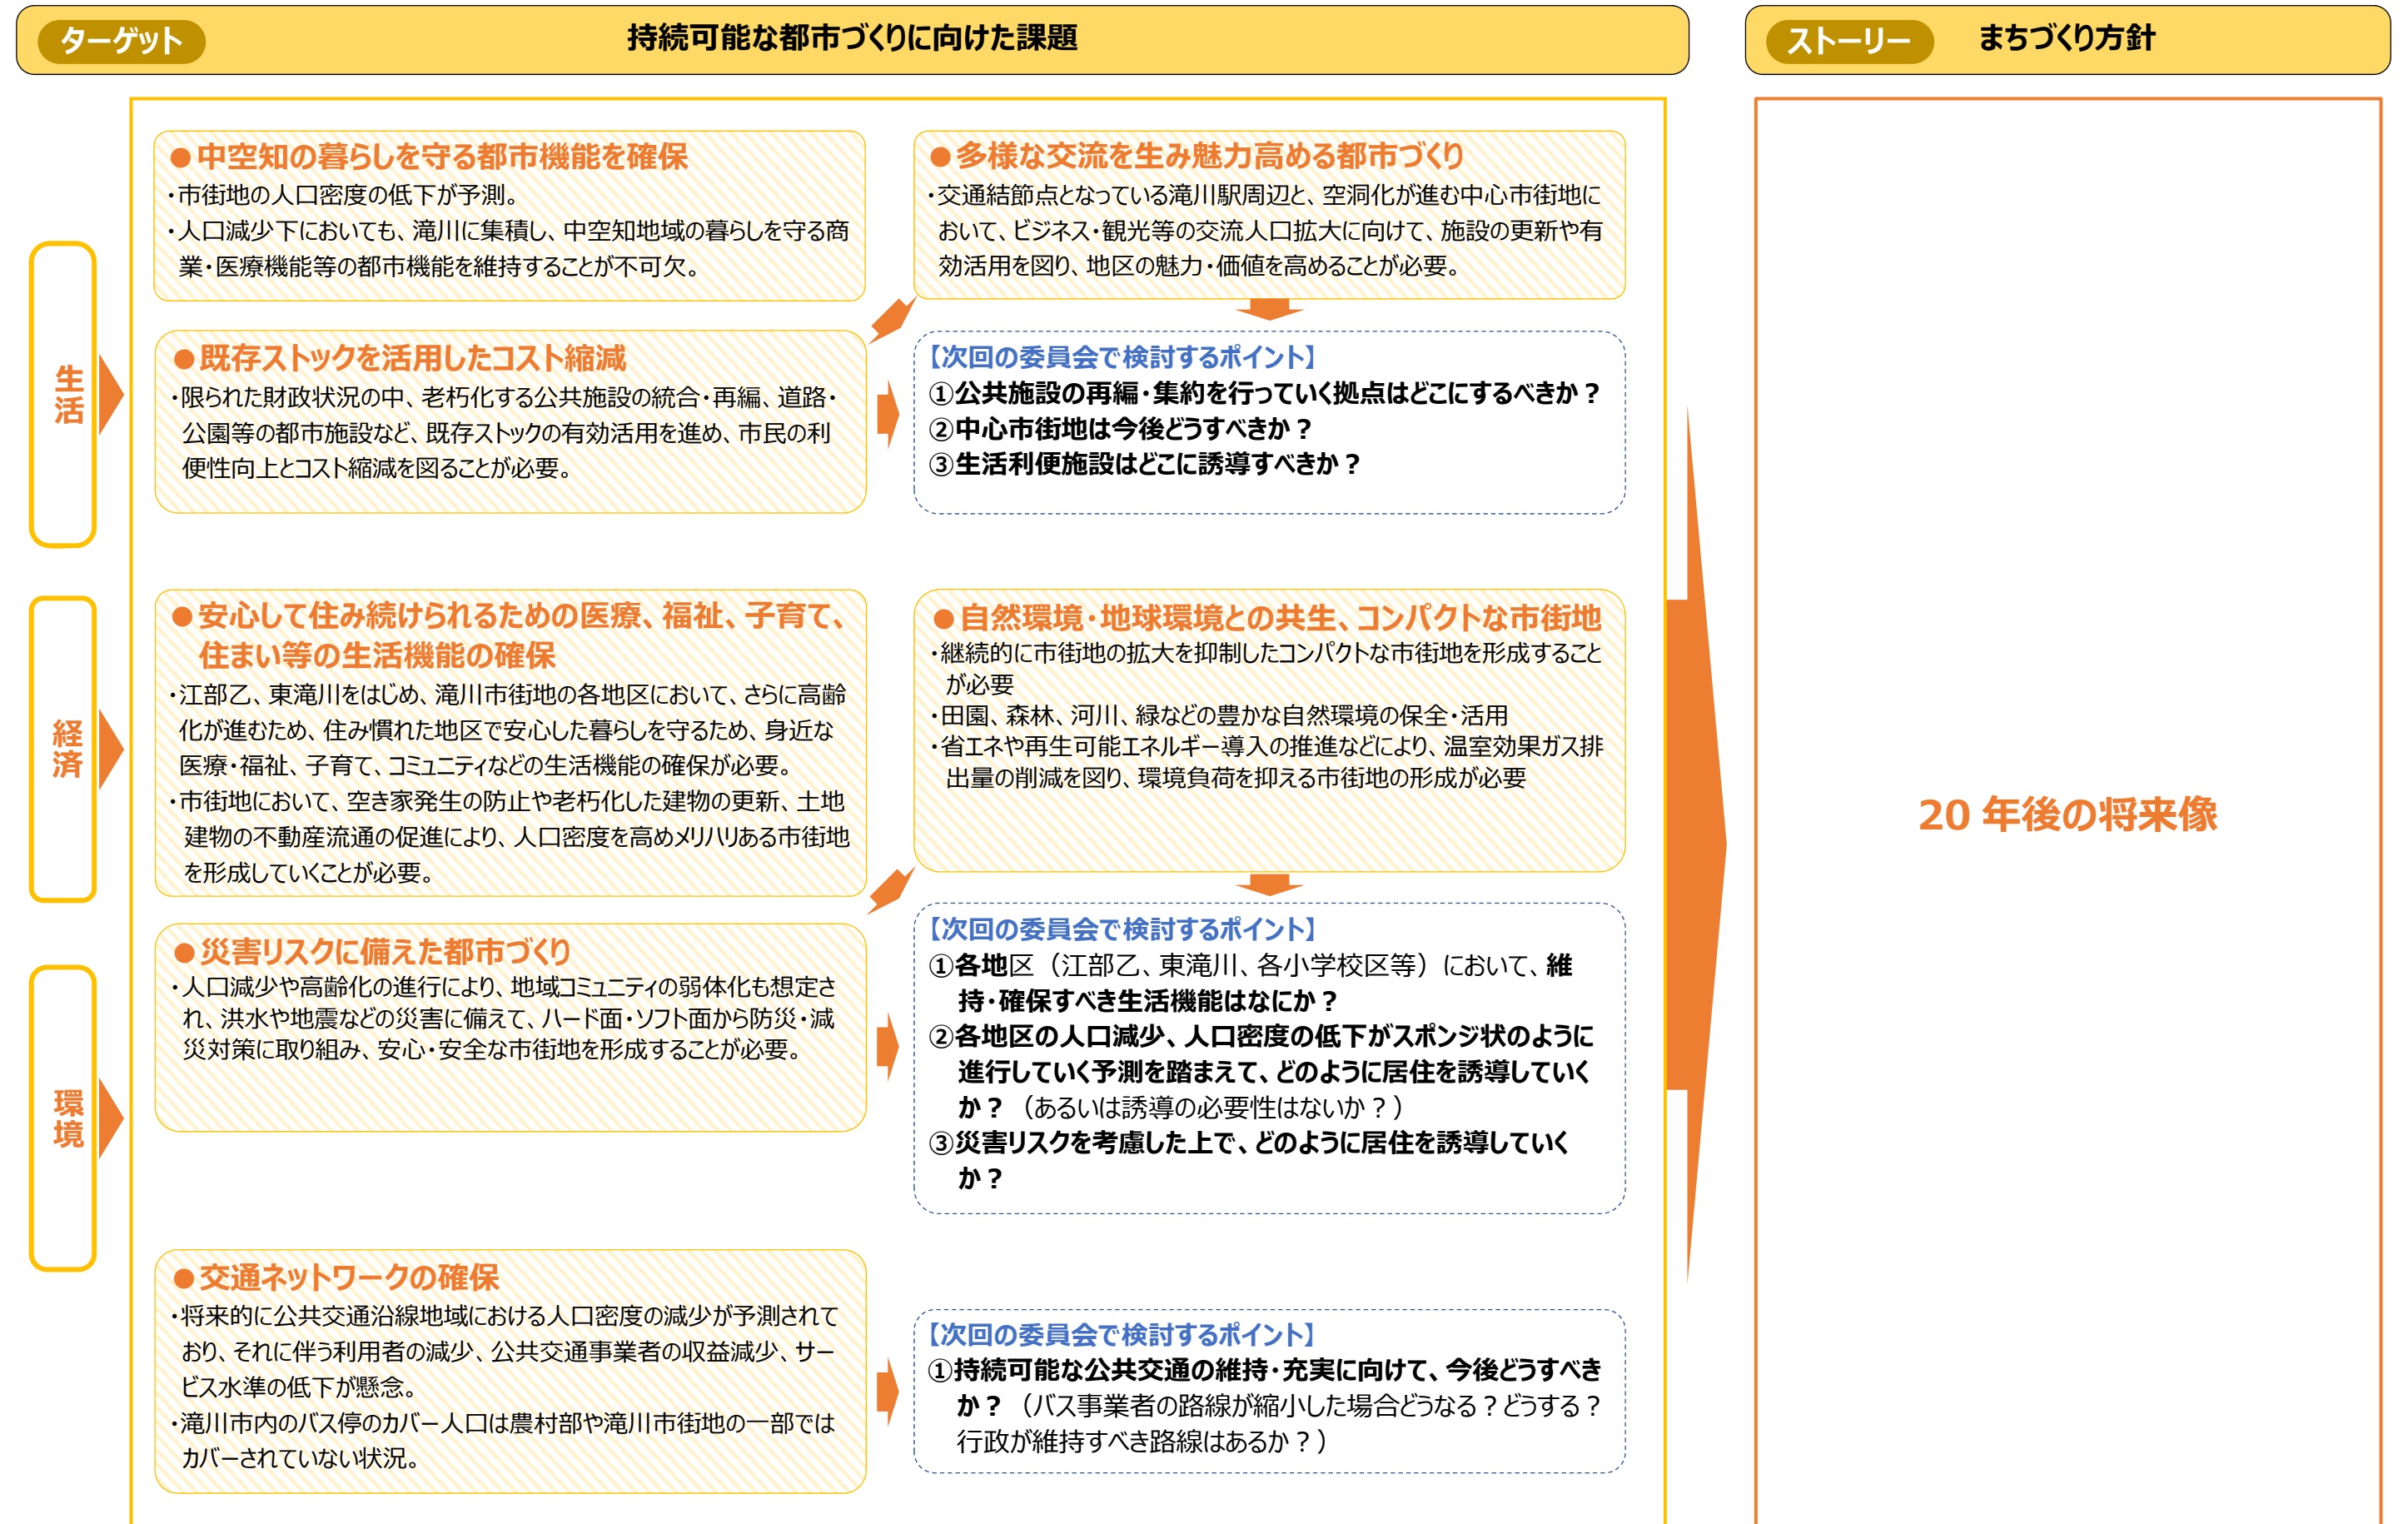 ターゲット
持続可能な都市づくりに向けた課題
ストーリー
まちづくり方針
生活
経済
環境
●中空知の暮らしを守る都市機能を確保
・市街地の人口密度の低下が予測。
・人口減少下においても、滝川に集積し、中空知地域の暮らしを守る商
業・医療機能等の都市機能を維持することが不可欠。
●多様な交流を生み魅力高める都市づくり
・交通結節点となっている滝川駅周辺と、空洞化が進む中心市街地に
おいて、ビジネス・観光等の交流人口拡大に向けて、施設の更新や有
効活用を図り、地区の魅力・価値を高めることが必要。
●既存ストックを活用したコスト縮減
・限られた財政状況の中、老朽化する公共施設の統合・再編、道路・
公園等の都市施設など、既存ストックの有効活用を進め、市民の利
便性向上とコスト縮減を図ることが必要。
【次回の委員会で検討するポイント】
①公共施設の再編・集約を行っていく拠点はどこにするべきか？
②中心市街地は今後どうすべきか？
③生活利便施設はどこに誘導すべきか？
●安心して住み続けられるための医療、福祉、子育て、
住まい等の生活機能の確保
・江部乙、東滝川をはじめ、滝川市街地の各地区において、さらに高齢
化が進むため、住み慣れた地区で安心した暮らしを守るため、身近な
医療・福祉、子育て、コミュニティなどの生活機能の確保が必要。
・市街地において、空き家発生の防止や老朽化した建物の更新、土地
建物の不動産流通の促進により、人口密度を高めメリハリある市街地
を形成していくことが必要。
●自然環境・地球環境との共生、コンパクトな市街地
・継続的に市街地の拡大を抑制したコンパクトな市街地を形成すること
が必要
・田園、森林、河川、緑などの豊かな自然環境の保全・活用
・省エネや再生可能エネルギー導入の推進などにより、温室効果ガス排
出量の削減を図り、環境負荷を抑える市街地の形成が必要
●災害リスクに備えた都市づくり
・人口減少や高齢化の進行により、地域コミュニティの弱体化も想定さ
れ、洪水や地震などの災害に備えて、ハード面・ソフト面から防災・減
災対策に取り組み、安心・安全な市街地を形成することが必要。
【次回の委員会で検討するポイント】
①各地区（江部乙、東滝川、各小学校区等）において、維
持・確保すべき生活機能はなにか？
②各地区の人口減少、人口密度の低下がスポンジ状のように
進行していく予測を踏まえて、どのように居住を誘導していく
か？（あるいは誘導の必要性はないか？）
③災害リスクを考慮した上で、どのように居住を誘導していく
か？
●交通ネットワークの確保
・将来的に公共交通沿線地域における人口密度の減少が予測されて
おり、それに伴う利用者の減少、公共交通事業者の収益減少、サー
ビス水準の低下が懸念。
・滝川市内のバス停のカバー人口は農村部や滝川市街地の一部では
カバーされていない状況。
【次回の委員会で検討するポイント】
①持続可能な公共交通の維持・充実に向けて、今後どうすべき
か？（バス事業者の路線が縮小した場合どうなる？どうする？
行政が維持すべき路線はあるか？）
20 年後の将来像